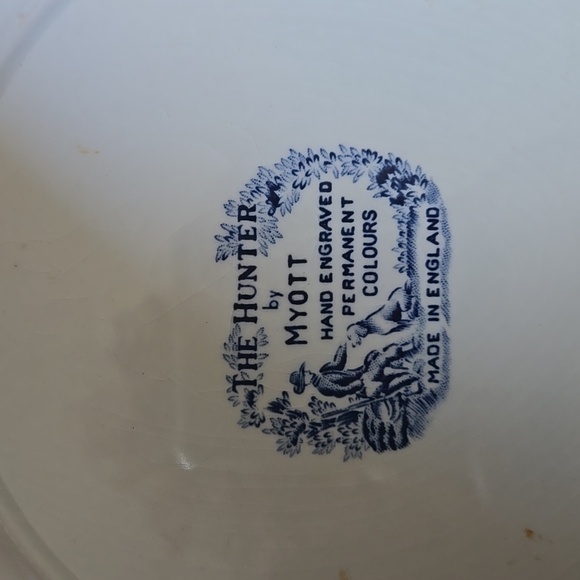 THE HUNTER
by
MYOTT
HAND ENGRAVED
PERMANENT
COLOURS
MADE IN ENGLAND